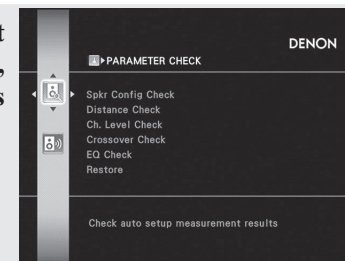 t
,
s
DENON
PARAMETER CHECK
Spkr Config Check
Distance Check
Ch. Level Check
Crossover Check
EQ Check
Restore
Check auto setup measurement results